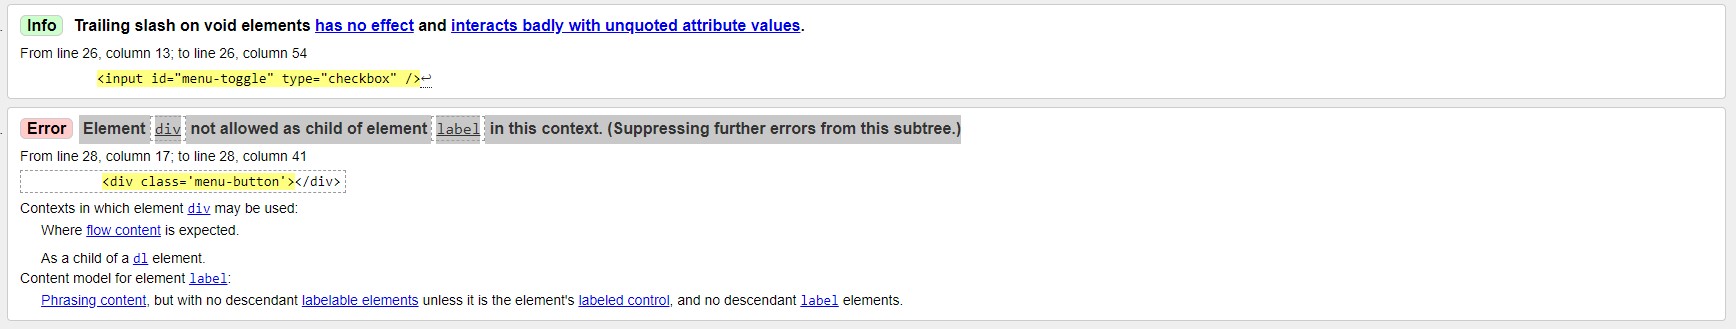 Info Trailing slash on void elements has no effect and interacts badly with unquoted attribute values.
From line 26, column 13; to line 26, column 54
<input id="menu-toggle" type="checkbox" />↩
Error Element div not allowed as child of element label in this context. (Suppressing further errors from this subtree.)
From line 28, column 17; to line 28, column 41
<div class='menu-button'></div>
Contexts in which element div may be used:
Where flow content is expected.
As a child of a dl element.
Content model for element label:
Phrasing content, but with no descendant labelable elements unless it is the element's labeled control, and no descendant label elements.